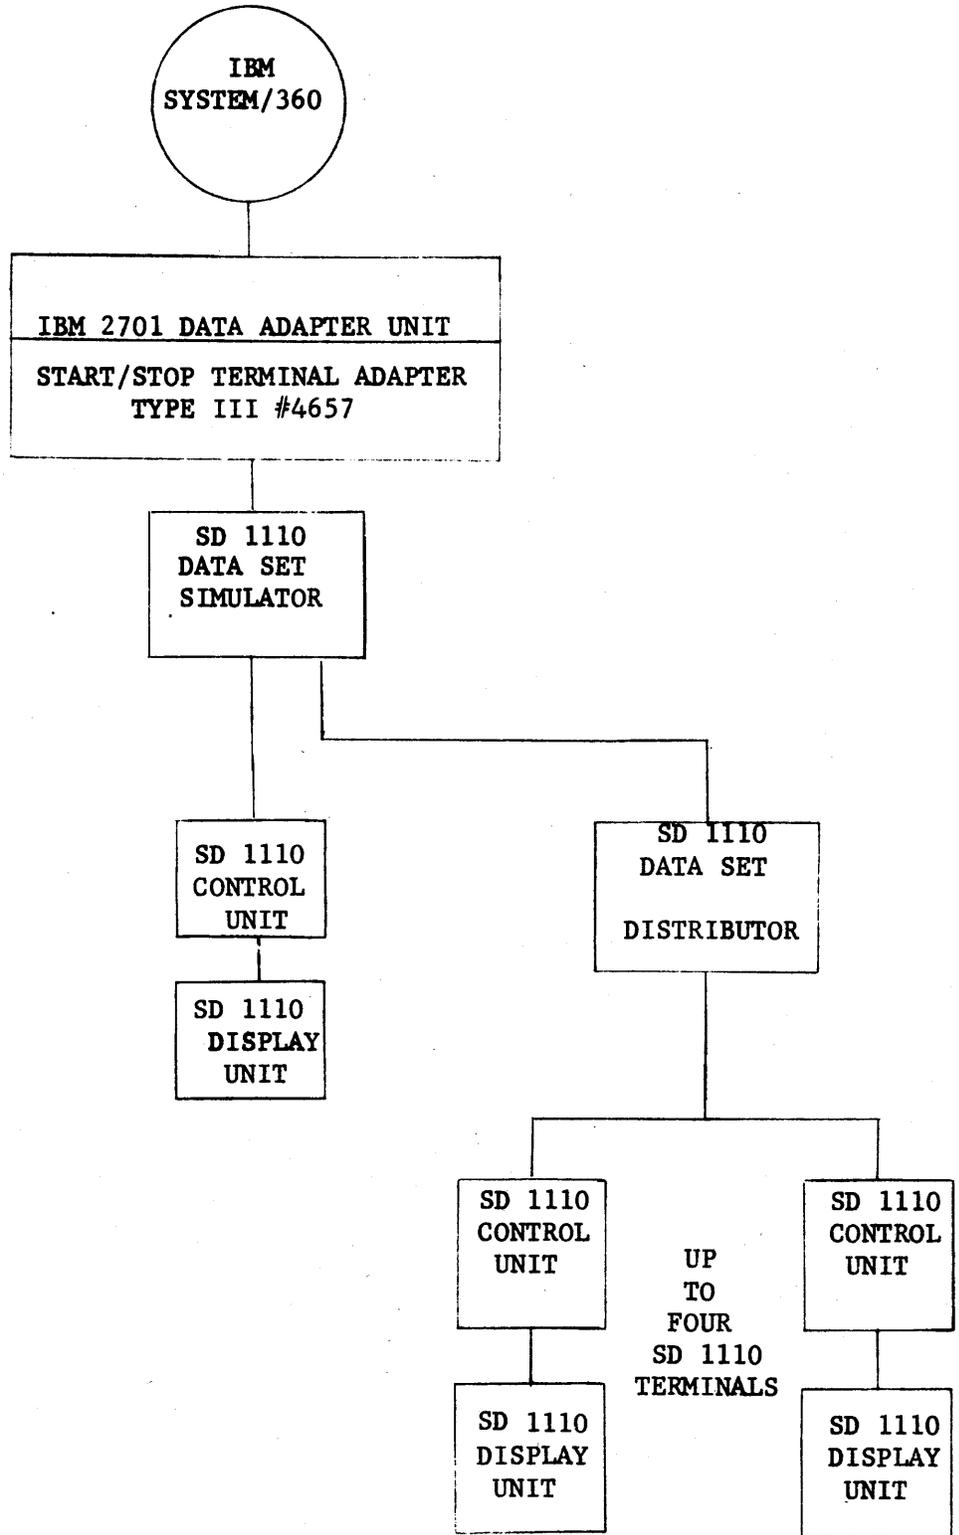 IBM
SYSTEM/360
IBM 2701 DATA ADAPTER UNIT
START/STOP TERMINAL ADAPTER
TYPE III #4657
SD 1110
DATA SET
SIMULATOR
SD 1110
CONTROL
UNIT
SD 1110
DISPLAY
UNIT
SD 1110
DATA SET
DISTRIBUTOR
SD 1110
CONTROL
UNIT
SD 1110
DISPLAY
UNIT
UP
TO
FOUR
SD 1110
TERMINALS
SD 1110
CONTROL
UNIT
SD 1110
DISPLAY
UNIT